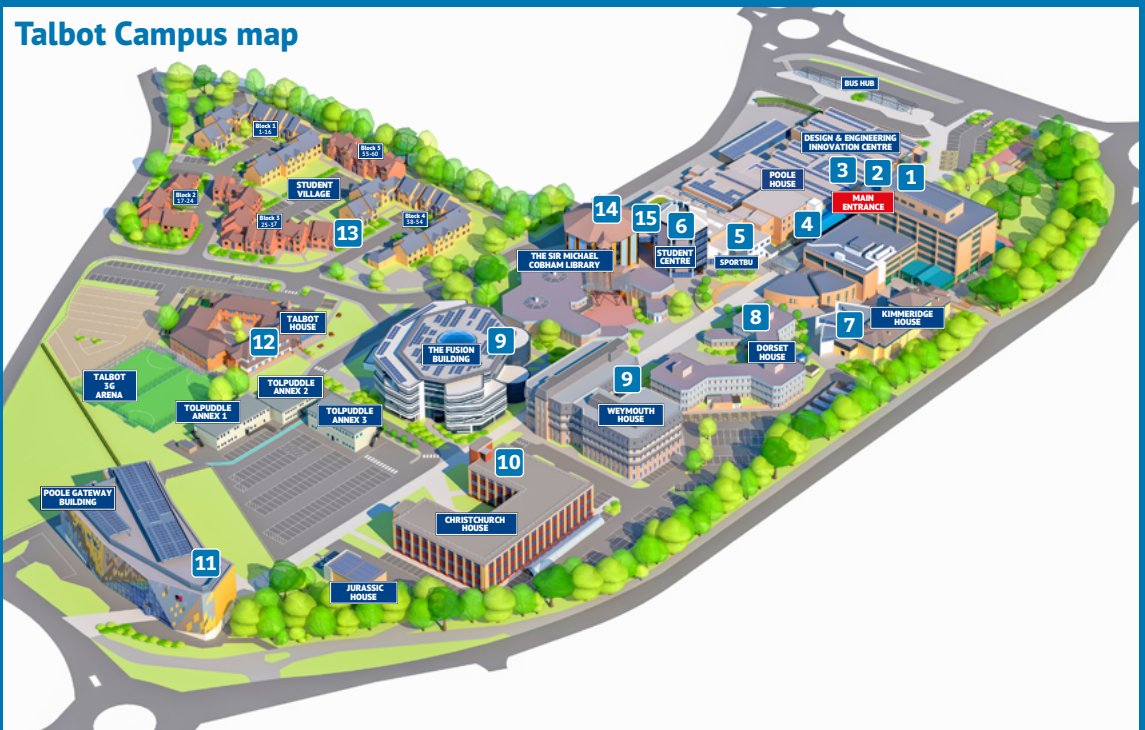 Talbot Campus map
BUS HUB
DESIGN & ENGINEERING
INNOVATION CENTRE
3
2
1
POOLE
HOUSE
MAIN
ENTRANCE
Block 1
1-16
Block 5
55-60
STUDENT
VILLAGE
Block 2
17-24
Block 3
25-37
Block 4
38-54
13
14
15
6
5
4
THE SIR MICHAEL
COBHAM LIBRARY
STUDENT
CENTRE
SPORTBU
8
7
KIMMERIDGE
HOUSE
DORSET
HOUSE
TALBOT
HOUSE
12
THE FUSION
BUILDING
9
9
WEYMOUTH
HOUSE
TALBOT
3G
ARENA
TOLPUDDLE
ANNEX 2
TOLPUDDLE
ANNEX 1
TOLPUDDLE
ANNEX 3
10
POOLE GATEWAY
BUILDING
CHRISTCHURCH
HOUSE
11
JURASSIC
HOUSE